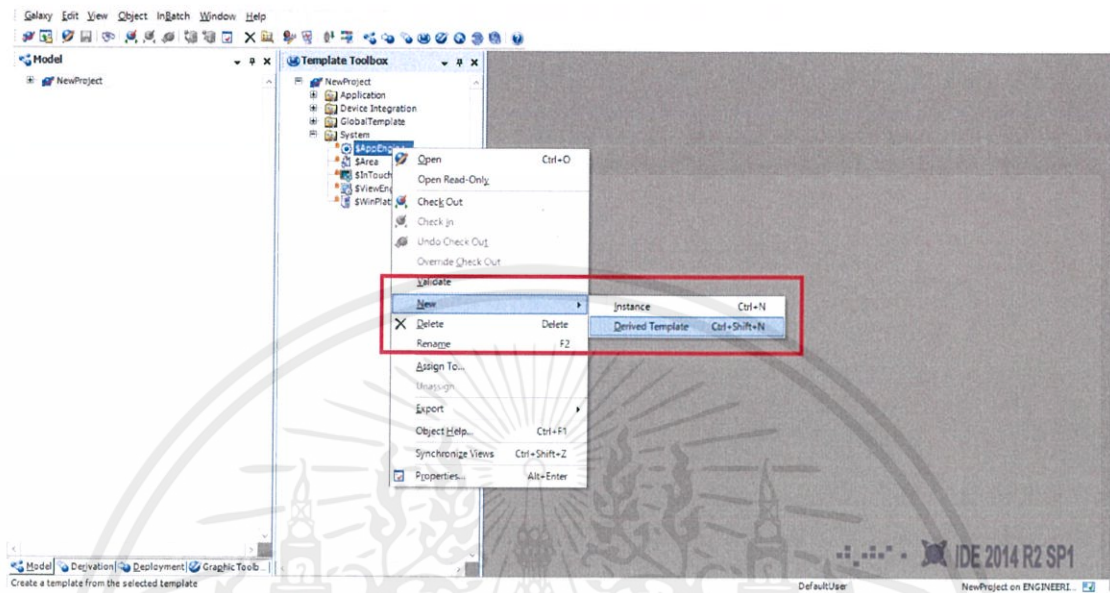 Galaxy Edit View Object InBatch Window Help
Model
NewProject
Template Toolbox
NewProject
Application
Device Integration
GlobalTemplate
System
$AppEngine
$Area
$InTouch
$ViewEng
$WinPlat
Open Ctrl+O
Open Read-Only
Check Out
Check In
Undo Check Out
Override Check Out
Validate
New
Instance Ctrl+N
Derived Template Ctrl+Shift+N
Delete Delete
Rename F2
Assign To...
Unassign
Export
Object Help... Ctrl+F1
Synchronize Views Ctrl+Shift+Z
Properties... Alt+Enter
IDE 2014 R2 SP1
Model Derivation Deployment Graphic Toolb...
Create a template from the selected template
DefaultUser
NewProject on ENGINEERI...